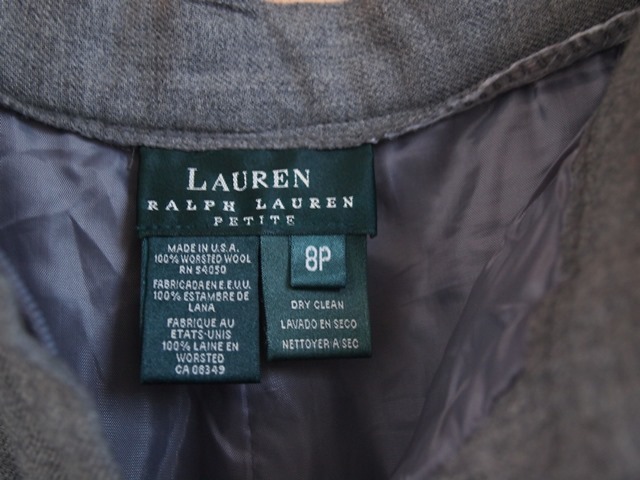 LAUREN
RALPH LAUREN
PETITE
MADE IN U.S.A.
100% WORSTED WOOL
RN 54050
FABRICADA EN E.E.U.U.
100% ESTAMBRE DE
LANA
FABRIQUE AU
ETATS-UNIS
100% LAINE EN
WORSTED
CA 08349
8P
DRY CLEAN
LAVADO EN SECO
NETTOYER A SEC